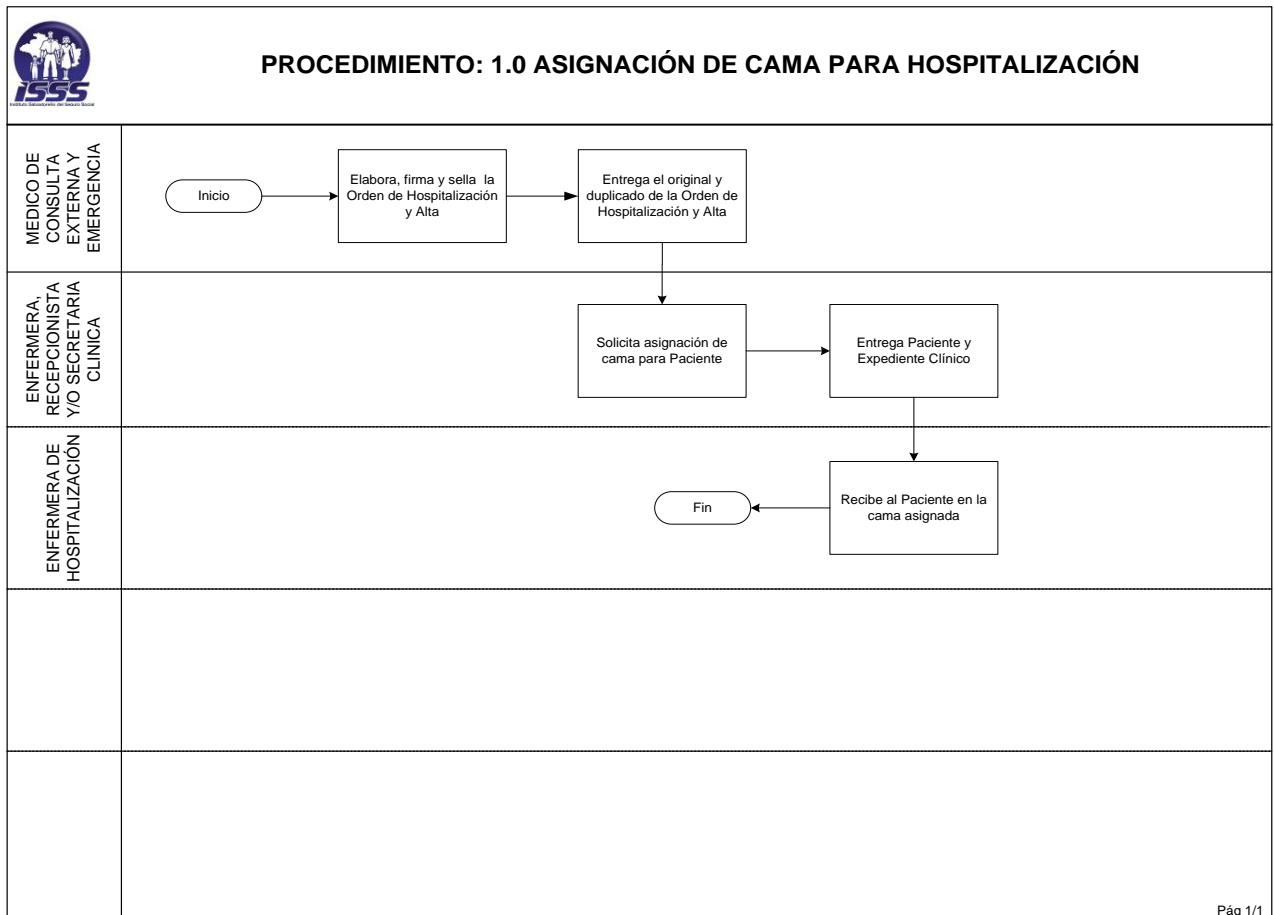 ISSS
Instituto Salvadoreño del Seguro Social
PROCEDIMIENTO: 1.0 ASIGNACIÓN DE CAMA PARA HOSPITALIZACIÓN
MEDICO DE
CONSULTA
EXTERNA Y
EMERGENCIA
Inicio
Elabora, firma y sella la
Orden de Hospitalización
y Alta
Entrega el original y
duplicado de la Orden de
Hospitalización y Alta
ENFERMERA,
RECEPCIONISTA
Y/O SECRETARIA
CLINICA
Solicita asignación de
cama para Paciente
Entrega Paciente y
Expediente Clínico
ENFERMERA DE
HOSPITALIZACIÓN
Fin
Recibe al Paciente en la
cama asignada
Pág 1/1